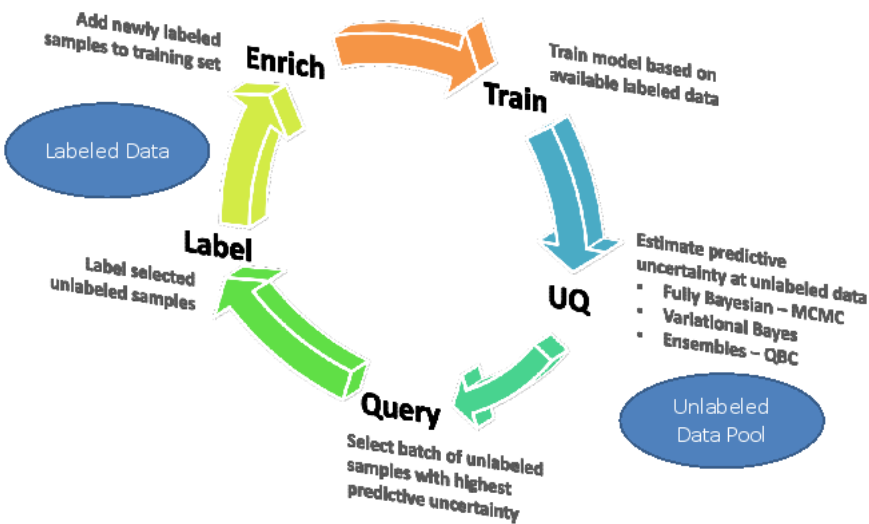 Add newly labeled
samples to training set
Enrich
Train
Train model based on
available labeled data
Labeled Data
Label
Label selected
unlabeled samples
UQ
Estimate predictive
uncertainty at unlabeled data
▪ Fully Bayesian – MCMC
▪ Variational Bayes
▪ Ensembles – QBC
Unlabeled
Data Pool
Query
Select batch of unlabeled
samples with highest
predictive uncertainty